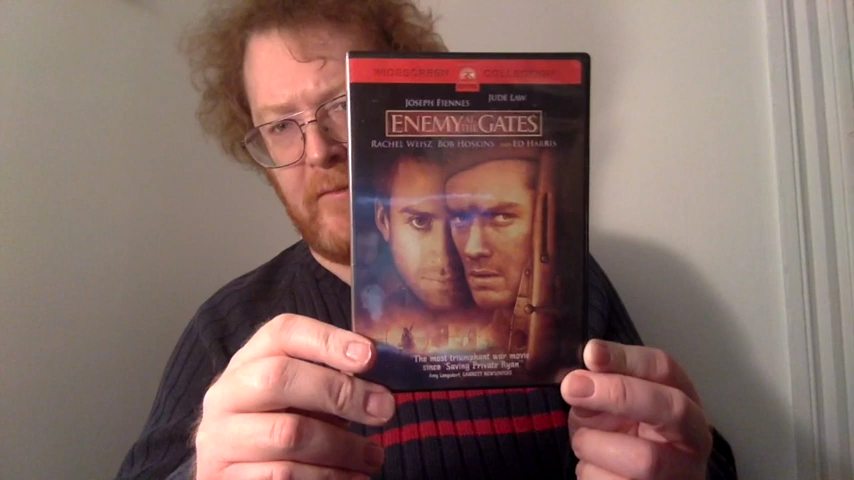 WIDESCREEN COLLECTION
JOSEPH FIENNES JUDE LAW
ENEMY AT THE GATES
RACHEL WEISZ BOB HOSKINS AND ED HARRIS
"The most triumphant war movie
since 'Saving Private Ryan'"